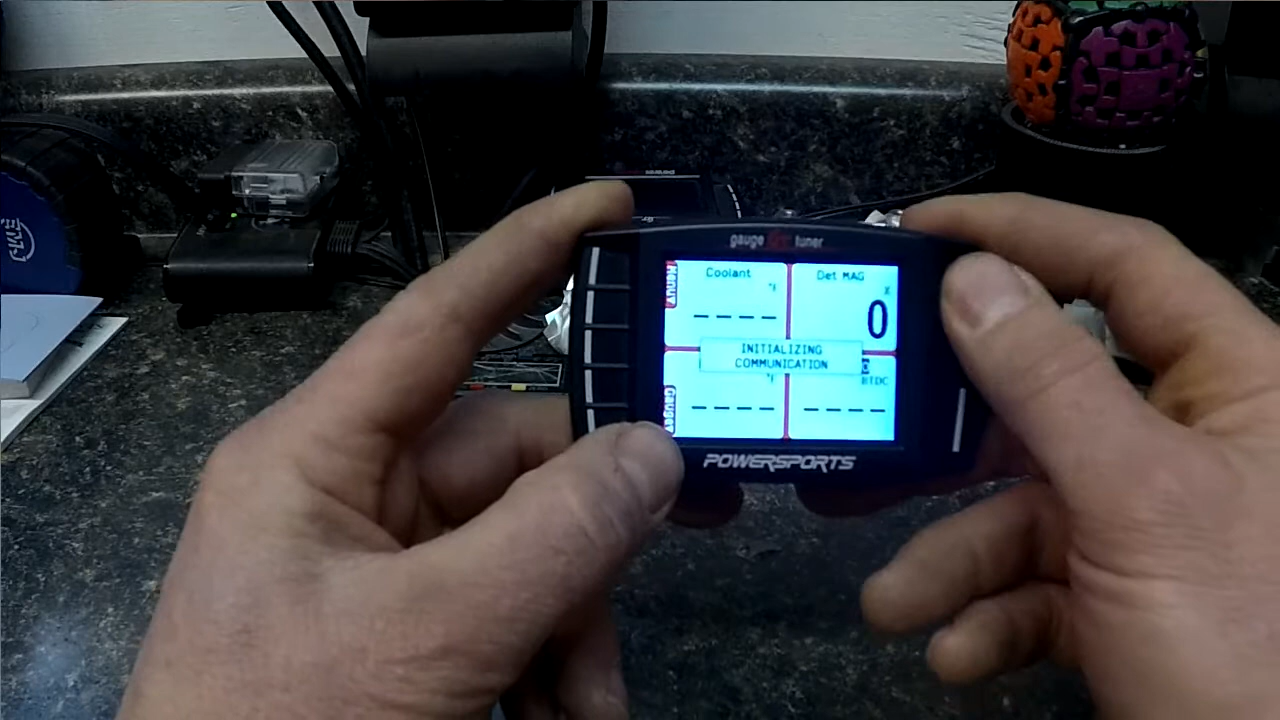 gauge tuner
Menu
Coolant
°F
----
Det MAG
X
0
INITIALIZING
COMMUNICATION
Gauge
°F
----
BTDC
----
POWERSPORTS